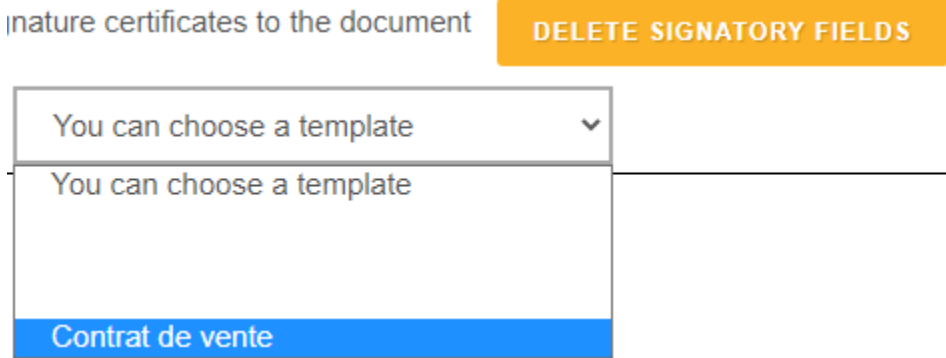 nature certificates to the document
DELETE SIGNATORY FIELDS
You can choose a template
You can choose a template
Contrat de vente